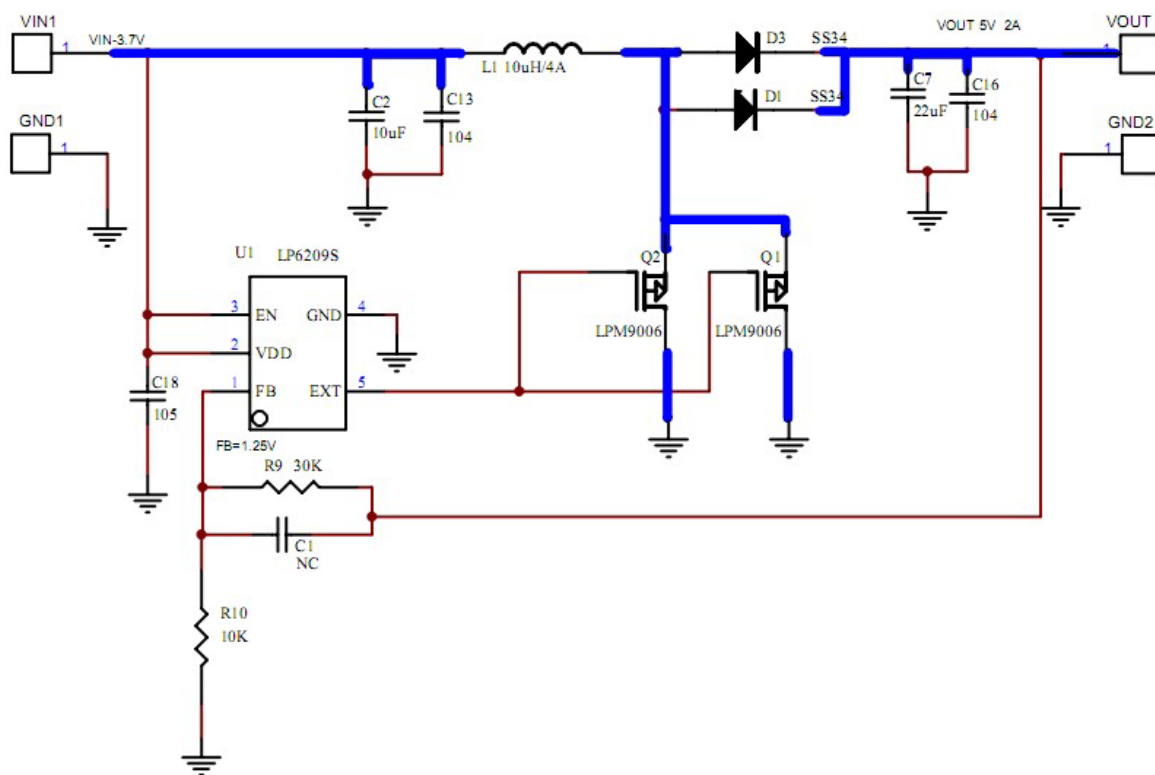 VIN1
1
VIN-3.7V
L1 10uH/4A
D3
SS34
VOUT 5V 2A
VOUT
1
C2
10uF
C13
104
D1
SS34
C7
22uF
C16
104
GND1
1
GND2
1
U1
LP6209S
3
EN
GND
4
2
VDD
1
FB
EXT
5
C18
105
FB=1.25V
Q2
LPM9006
Q1
LPM9006
R9 30K
C1
NC
R10
10K